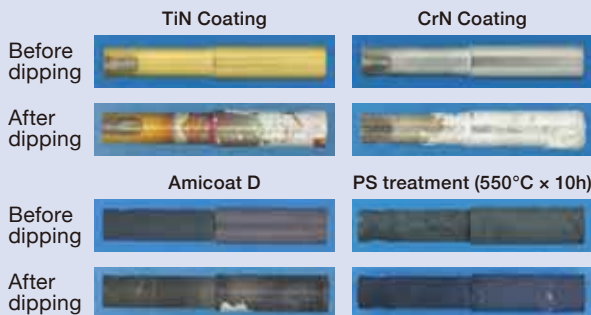 TiN Coating CrN Coating
Before
dipping
After
dipping
Amicoat D PS treatment (550°C × 10h)
Before
dipping
After
dipping